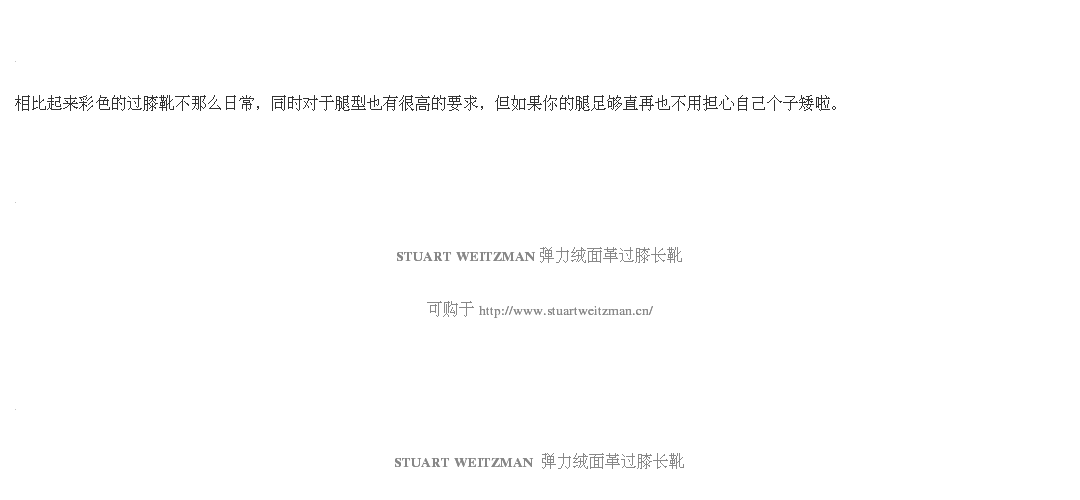 相比起来彩色的过膝靴不那么日常，同时对于腿型也有很高的要求，但如果你的腿足够直再也不用担心自己个子矮啦。
STUART WEITZMAN 弹力绒面革过膝长靴
可购于 http://www.stuartweitzman.cn/
STUART WEITZMAN 弹力绒面革过膝长靴